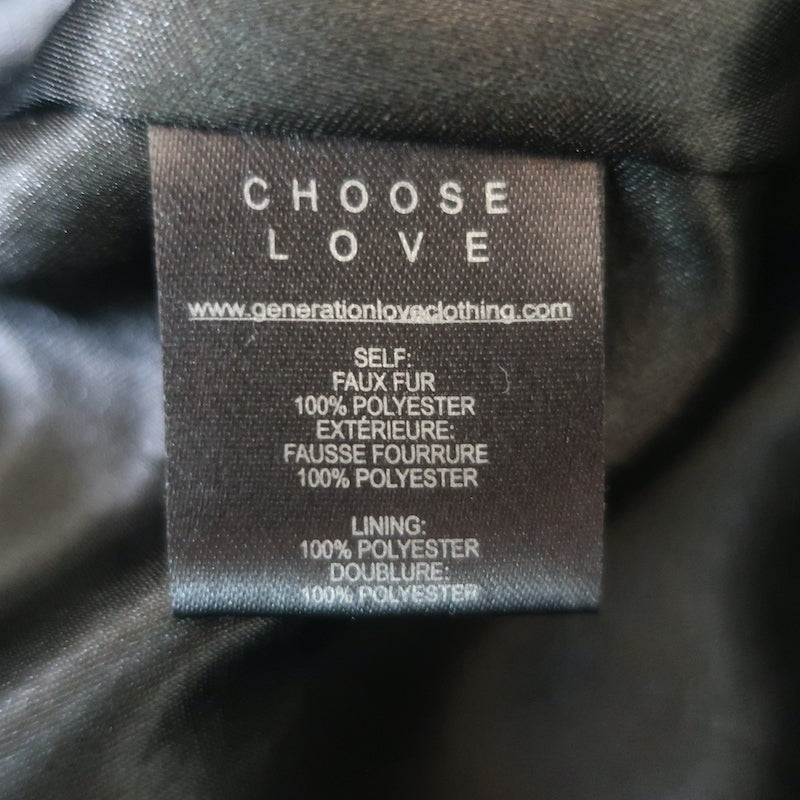 CHOOSE
LOVE
www.generationloveclothing.com
SELF:
FAUX FUR
100% POLYESTER
EXTÉRIEURE:
FAUSSE FOURRURE
100% POLYESTER
LINING:
100% POLYESTER
DOUBLURE:
100% POLYESTER